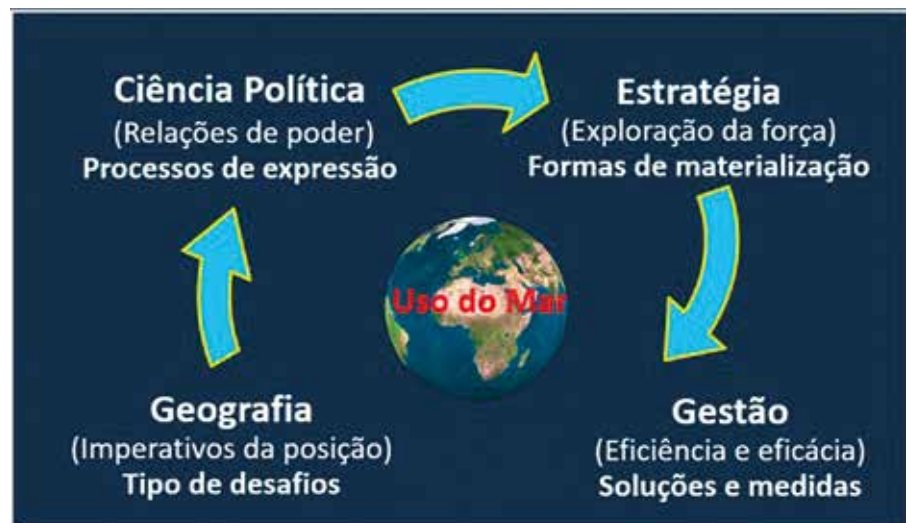 Ciência Política
(Relações de poder)
Processos de expressão
Estratégia
(Exploração da força)
Formas de materialização
Uso do Mar
Geografia
(Imperativos da posição)
Tipo de desafios
Gestão
(Eficiência e eficácia)
Soluções e medidas